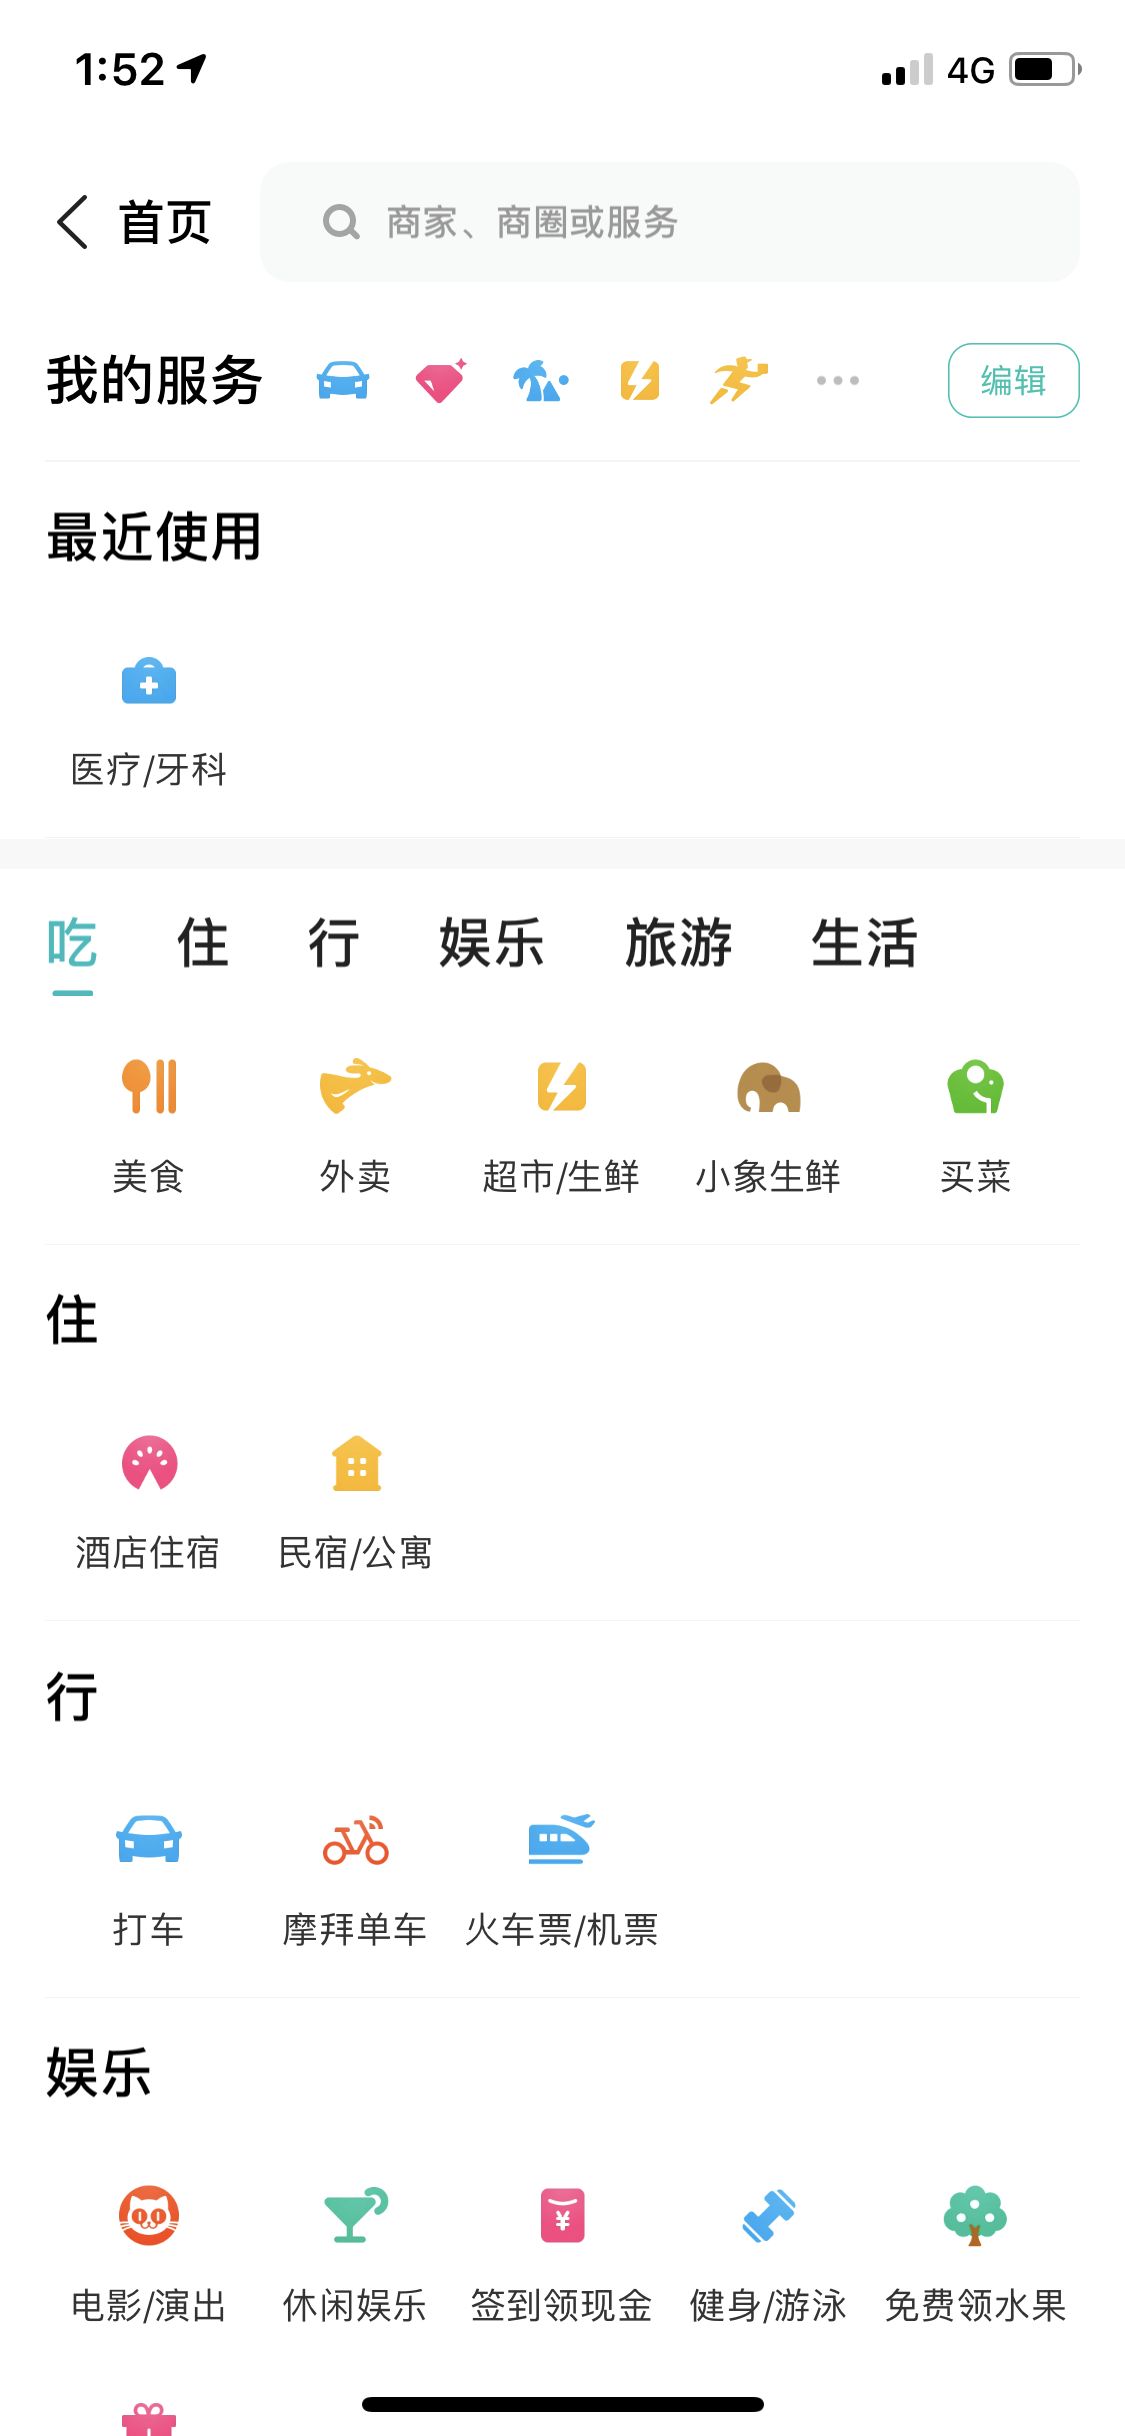 1:52
4G
首页
商家、商圈或服务
我的服务
编辑
最近使用
医疗/牙科
吃 住 行 娱乐 旅游 生活
美食 外卖 超市/生鲜 小象生鲜 买菜
住
酒店住宿 民宿/公寓
行
打车 摩拜单车 火车票/机票
娱乐
¥
电影/演出 休闲娱乐 签到领现金 健身/游泳 免费领水果